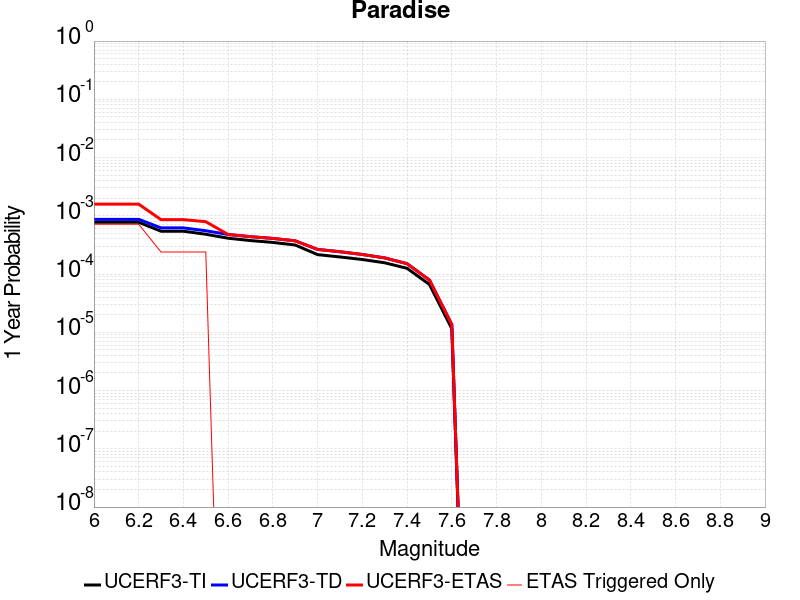 Paradise
10^0
10^-1
10^-2
10^-3
10^-4
10^-5
10^-6
10^-7
10^-8
1 Year Probability
6 6.2 6.4 6.6 6.8 7 7.2 7.4 7.6 7.8 8 8.2 8.4 8.6 8.8 9
Magnitude
UCERF3-TI UCERF3-TD UCERF3-ETAS ETAS Triggered Only